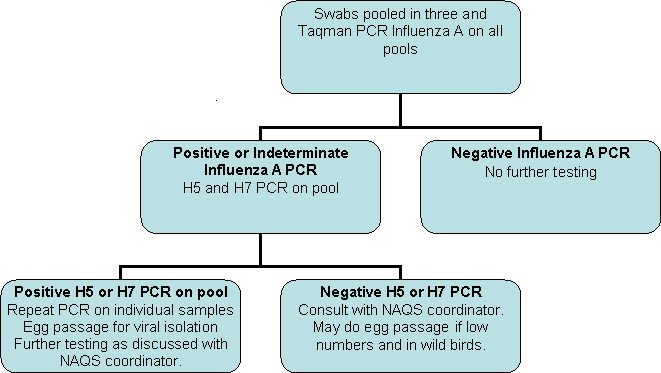 Swabs pooled in three and
Taqman PCR Influenza A on all
pools
Positive or Indeterminate
Influenza A PCR
H5 and H7 PCR on pool
Negative Influenza A PCR
No further testing
Positive H5 or H7 PCR on pool
Repeat PCR on individual samples
Egg passage for viral isolation
Further testing as discussed with
NAQS coordinator.
Negative H5 or H7 PCR
Consult with NAQS coordinator.
May do egg passage if low
numbers and in wild birds.